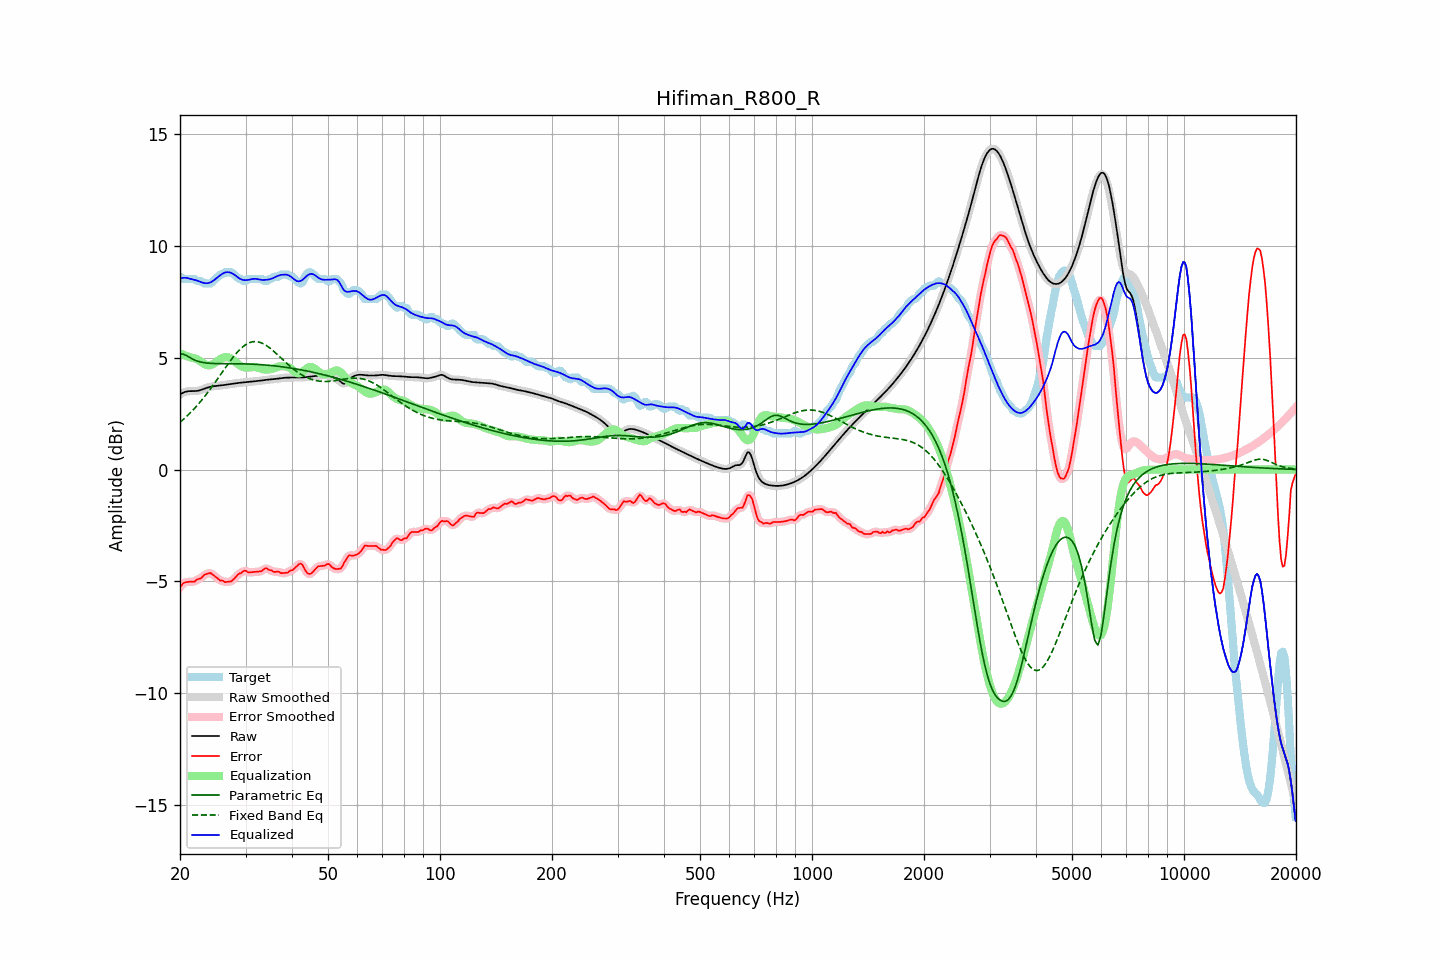 Hifiman_R800_R
Amplitude (dBr)
15
10
5
0
−5
−10
−15
Target
Raw Smoothed
Error Smoothed
Raw
Error
Equalization
Parametric Eq
Fixed Band Eq
Equalized
20 50 100 200 500 1000 2000 5000 10000 20000
Frequency (Hz)